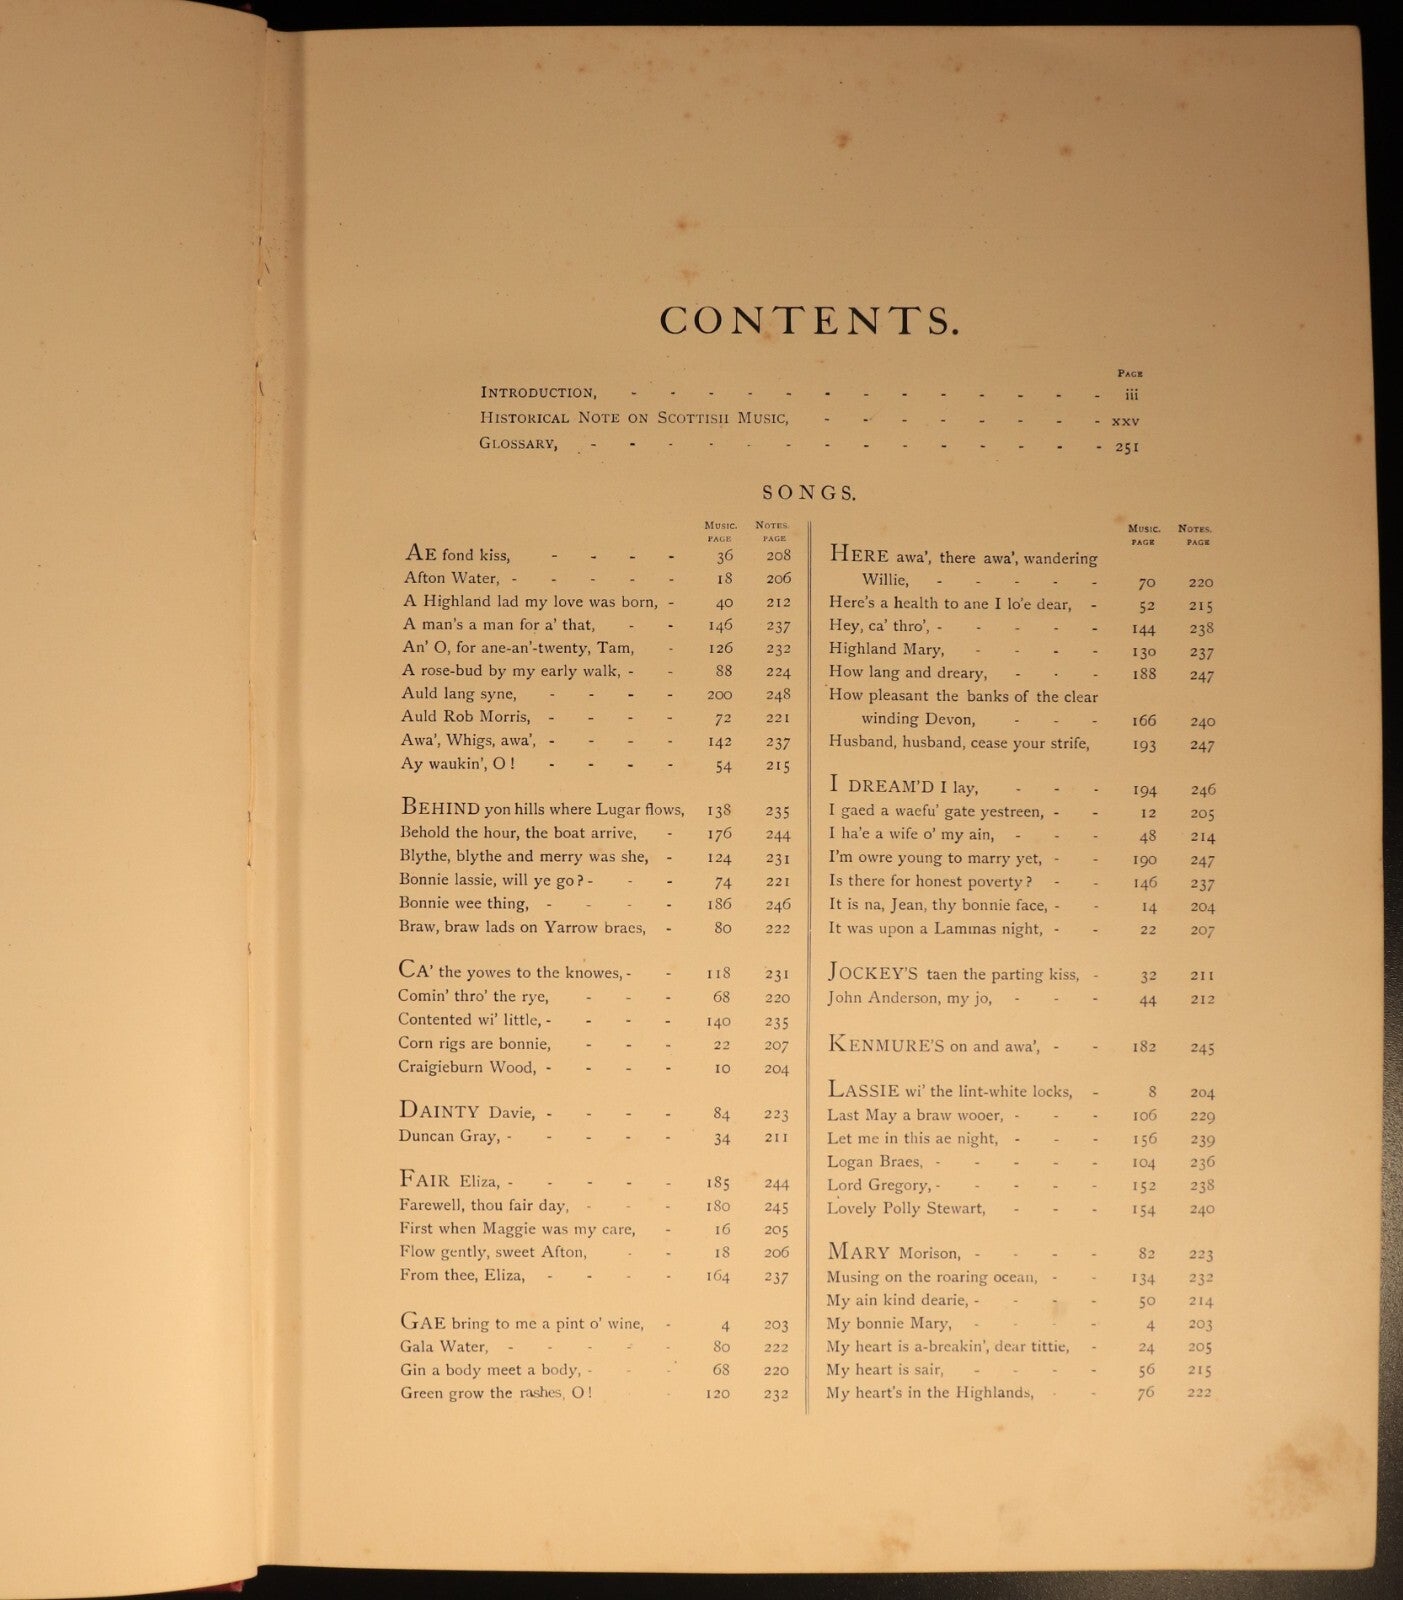 CONTENTS.
PAGE
INTRODUCTION, - - - - - - - - - - - - - iii
HISTORICAL NOTE ON SCOTTISH MUSIC, - - - - - - - - xxv
GLOSSARY, - - - - - - - - - - - - - - 251
SONGS.
MUSIC. NOTES.
PAGE PAGE
AE fond kiss, - - - - 36 208
Afton Water, - - - - - 18 206
A Highland lad my love was born, - 40 212
A man's a man for a' that, - - 146 237
An' O, for ane-an'-twenty, Tam, - 126 232
A rose-bud by my early walk, - - 88 224
Auld lang syne, - - - - 200 248
Auld Rob Morris, - - - - 72 221
Awa', Whigs, awa', - - - - 142 237
Ay waukin', O! - - - - 54 215
BEHIND yon hills where Lugar flows, 138 235
Behold the hour, the boat arrive, - 176 244
Blythe, blythe and merry was she, - 124 231
Bonnie lassie, will ye go? - - - 74 221
Bonnie wee thing, - - - - 186 246
Braw, braw lads on Yarrow braes, - 80 222
CA' the yowes to the knowes, - - 118 231
Comin' thro' the rye, - - - 68 220
Contented wi' little, - - - - 140 235
Corn rigs are bonnie, - - - 22 207
Craigieburn Wood, - - - - 10 204
DAINTY Davie, - - - - 84 223
Duncan Gray, - - - - - 34 211
FAIR Eliza, - - - - - 185 244
Farewell, thou fair day, - - - 180 245
First when Maggie was my care, - 16 205
Flow gently, sweet Afton, - - 18 206
From thee, Eliza, - - - - 164 237
GAE bring to me a pint o' wine, - 4 203
Gala Water, - - - - - 80 222
Gin a body meet a body, - - - 68 220
Green grow the rashes, O! - 120 232
MUSIC. NOTES.
PAGE PAGE
HERE awa', there awa', wandering
Willie, - - - - - 70 220
Here's a health to ane I lo'e dear, - 52 215
Hey, ca' thro', - - - - - 144 238
Highland Mary, - - - - 130 237
How lang and dreary, - - - 188 247
How pleasant the banks of the clear
winding Devon, - - - 166 240
Husband, husband, cease your strife, 193 247
I DREAM'D I lay, - - - 194 246
I gaed a waefu' gate yestreen, - - 12 205
I ha'e a wife o' my ain, - - - 48 214
I'm owre young to marry yet, - - 190 247
Is there for honest poverty? - - 146 237
It is na, Jean, thy bonnie face, - - 14 204
It was upon a Lammas night, - - 22 207
JOCKEY'S taen the parting kiss, - 32 211
John Anderson, my jo, - - - 44 212
KENMURE'S on and awa', - - 182 245
LASSIE wi' the lint-white locks, - 8 204
Last May a braw wooer, - - - 106 229
Let me in this ae night, - - - 156 239
Logan Braes, - - - - - 104 236
Lord Gregory, - - - - - 152 238
Lovely Polly Stewart, - - - 154 240
MARY Morison, - - - - 82 223
Musing on the roaring ocean, - - 134 232
My ain kind dearie, - - - - 50 214
My bonnie Mary, - - - - 4 203
My heart is a-breakin', dear tittie, - 24 205
My heart is sair, - - - - 56 215
My heart's in the Highlands, - - 76 222